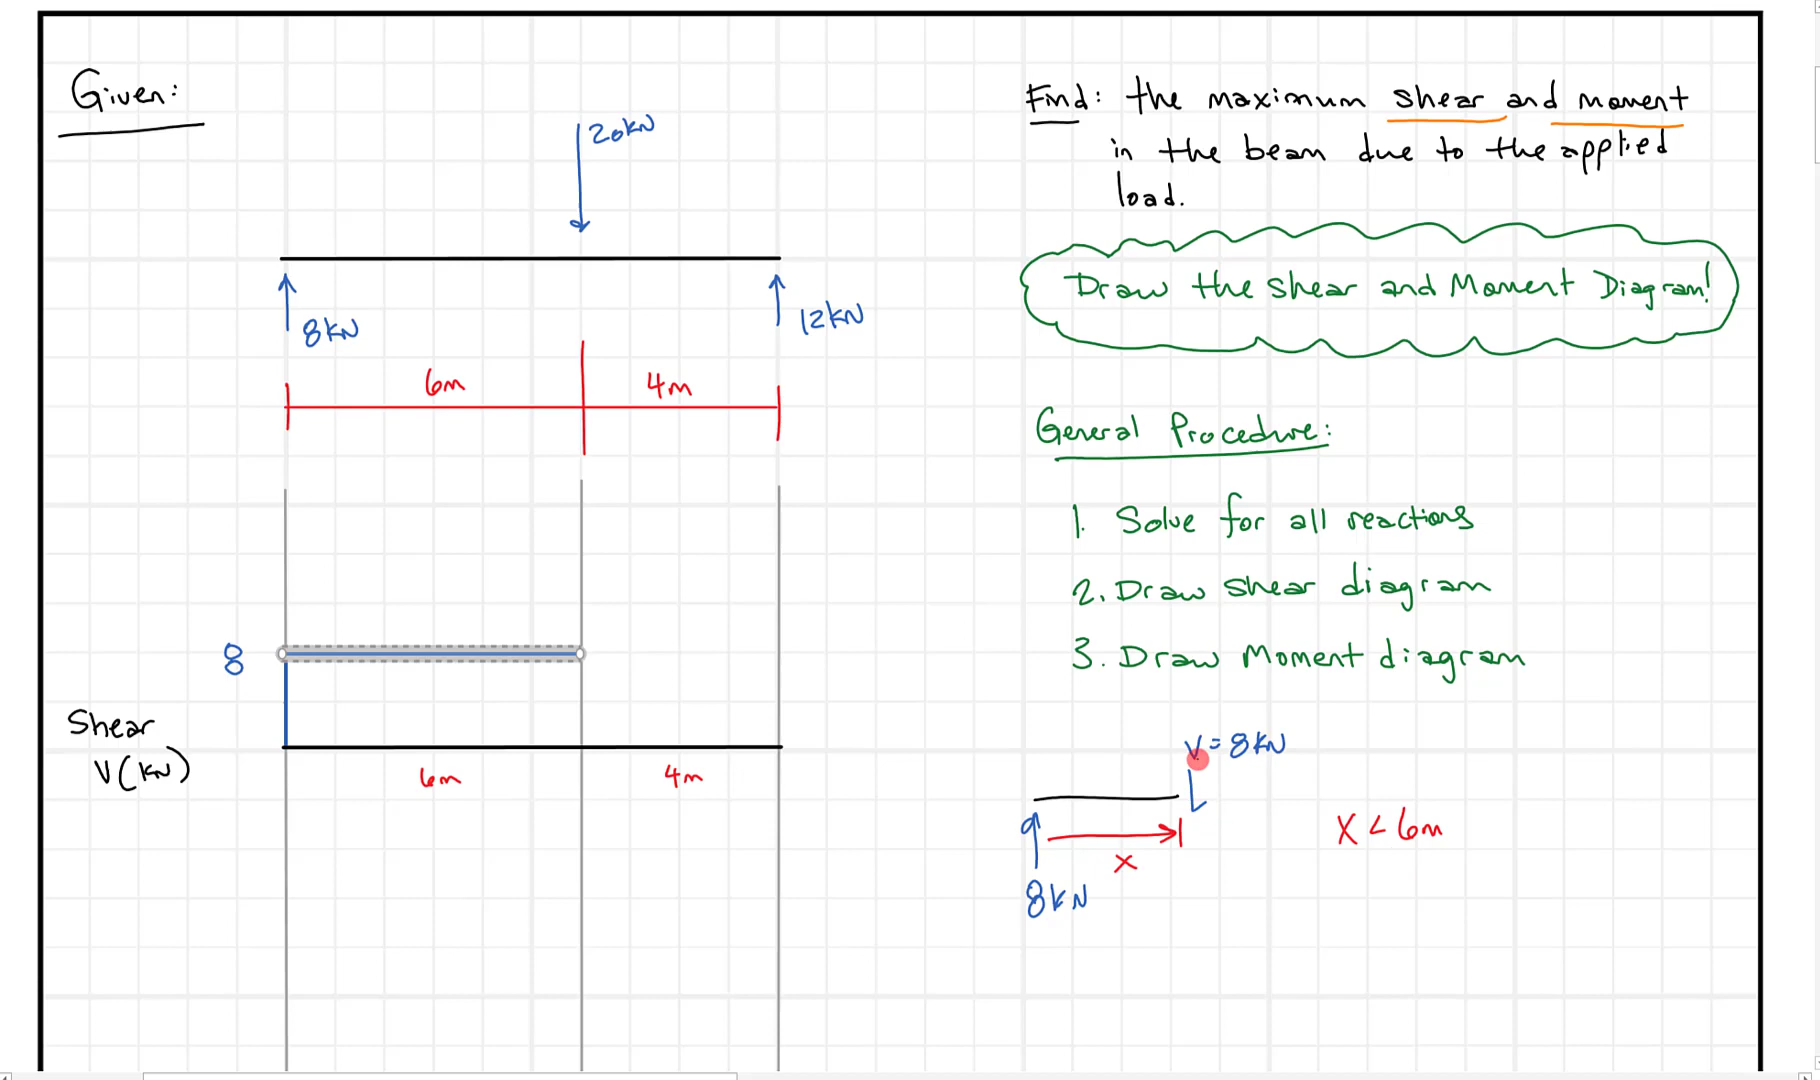 Given:
20kN
8kN
12kN
6m
4m
8
Shear
V(kN)
6m
4m
Find: the maximum shear and moment
in the beam due to the applied
load.
Draw the Shear and Moment Diagram!
General Procedure:
1. Solve for all reactions
2. Draw shear diagram
3. Draw Moment diagram
V = 8kN
x
8kN
X < 6m